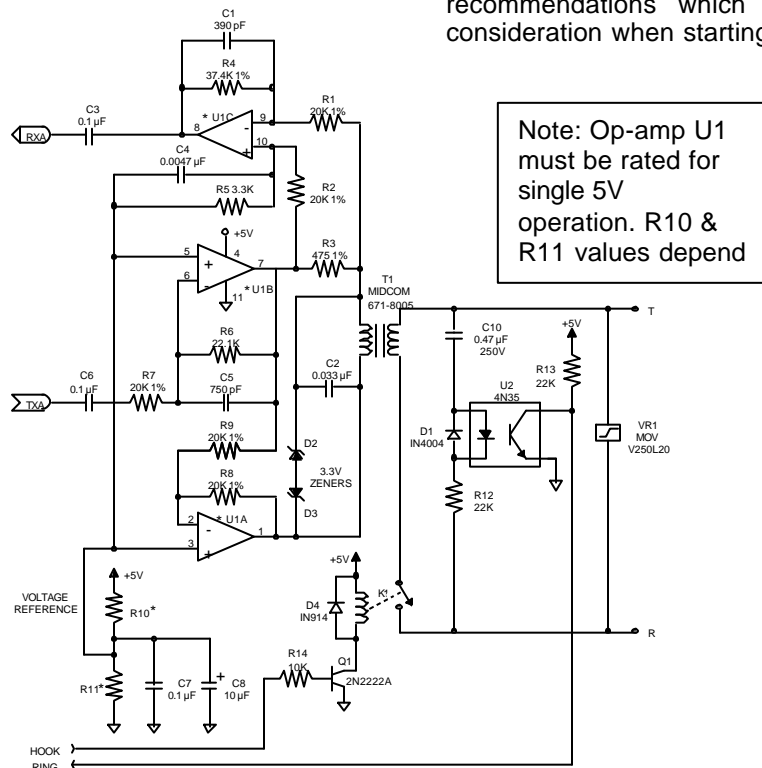 recommendations which
consideration when starting
Note: Op-amp U1
must be rated for
single 5V
operation. R10 &
R11 values depend
C1
390 pF
R4
37.4K 1%
* U1C
C3
0.1 µF
RXA
8
9
-
10
+
R1
20K 1%
C4
0.0047 µF
R5 3.3K
R2
20K 1%
+5V
4
5
+
7
6
-
11
* U1B
R3
475 1%
T1
MIDCOM
671-8005
R6
22.1K
C5
750 pF
C2
0.033 µF
C6
0.1 µF
R7
20K 1%
TXA
R9
20K 1%
R8
20K 1%
D2
3.3V
ZENERS
D3
* U1A
2
-
1
3
+
C10
0.47 µF
250V
+5V
R13
22K
U2
4N35
D1
IN4004
R12
22K
VR1
MOV
V250L20
T
R
VOLTAGE
REFERENCE
+5V
R10*
R11*
C7
0.1 µF
+
C8
10 µF
+5V
D4
IN914
K1
R14
10K
Q1
2N2222A
HOOK
RING